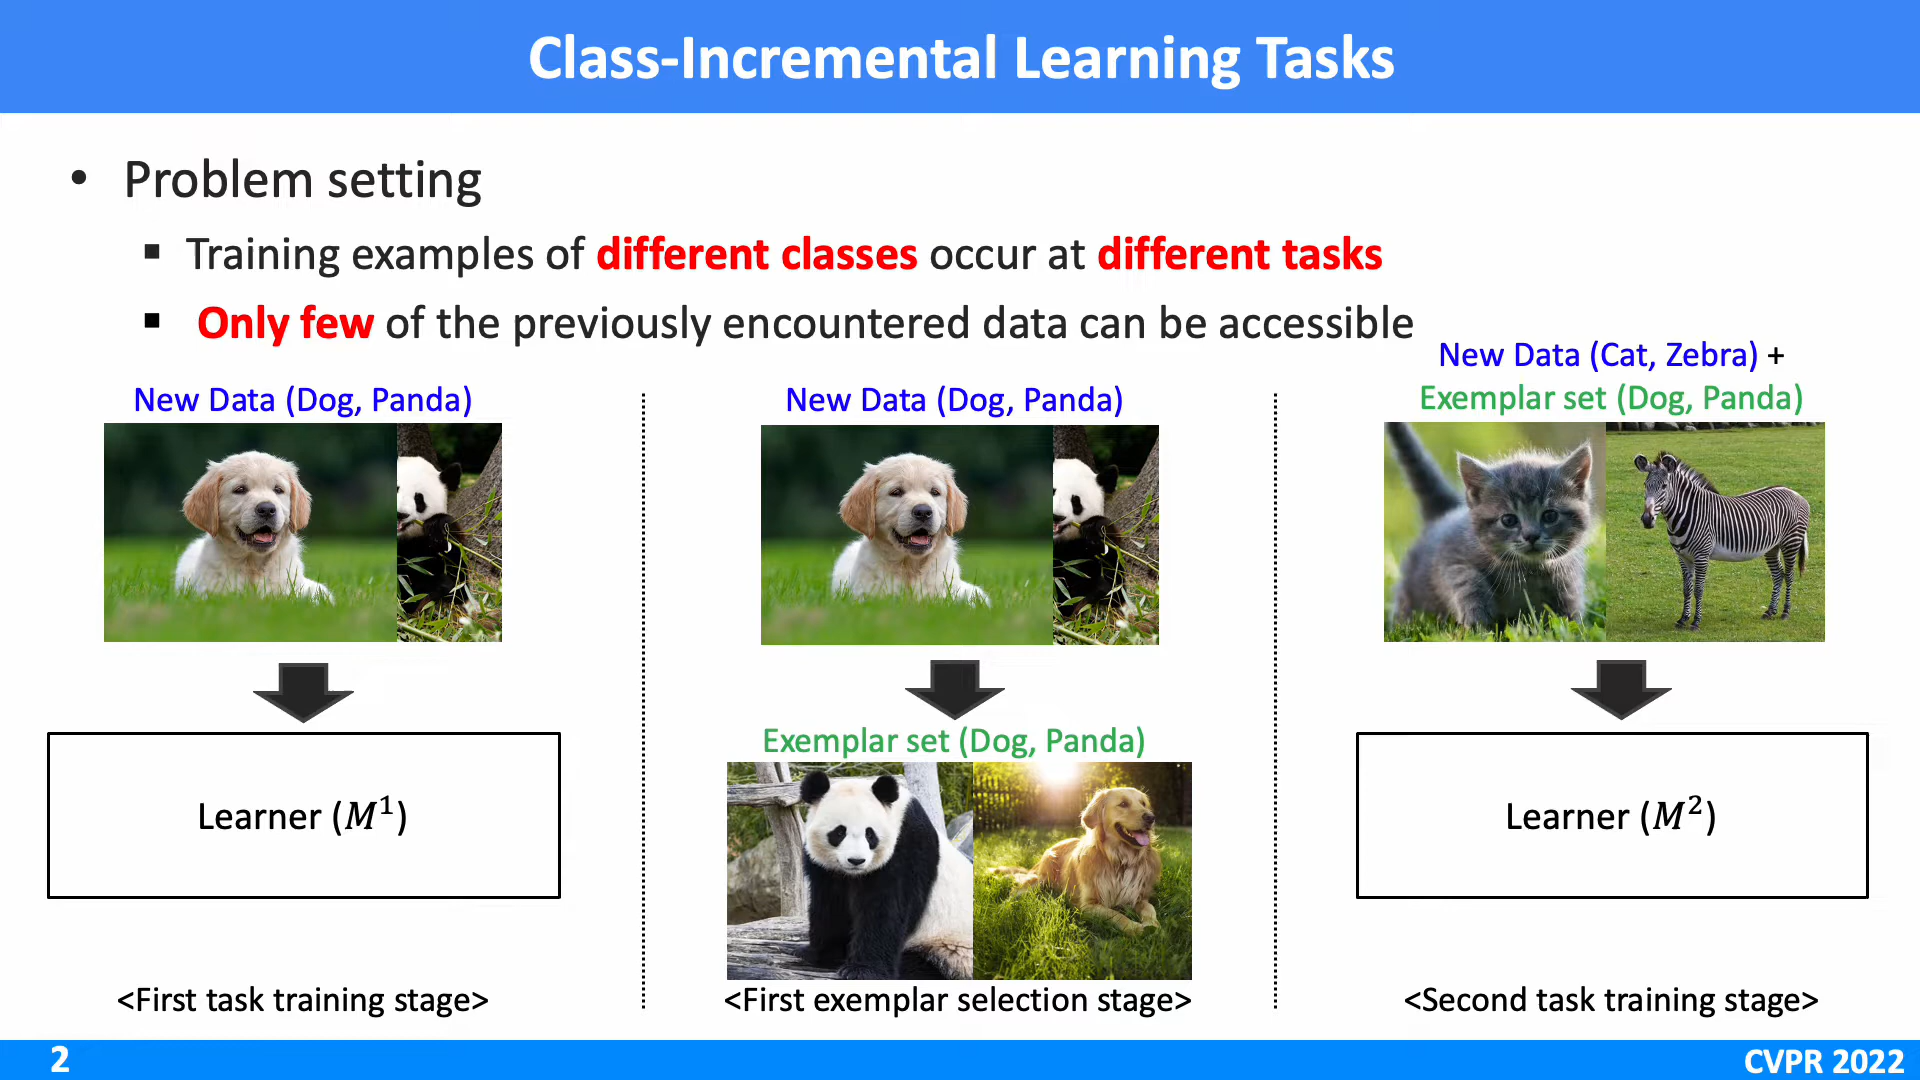 Class-Incremental Learning Tasks
• Problem setting
▪ Training examples of different classes occur at different tasks
▪ Only few of the previously encountered data can be accessible
New Data (Dog, Panda)
Learner (M¹)
<First task training stage>
New Data (Dog, Panda)
Exemplar set (Dog, Panda)
<First exemplar selection stage>
New Data (Cat, Zebra) +
Exemplar set (Dog, Panda)
Learner (M²)
<Second task training stage>
2
CVPR 2022